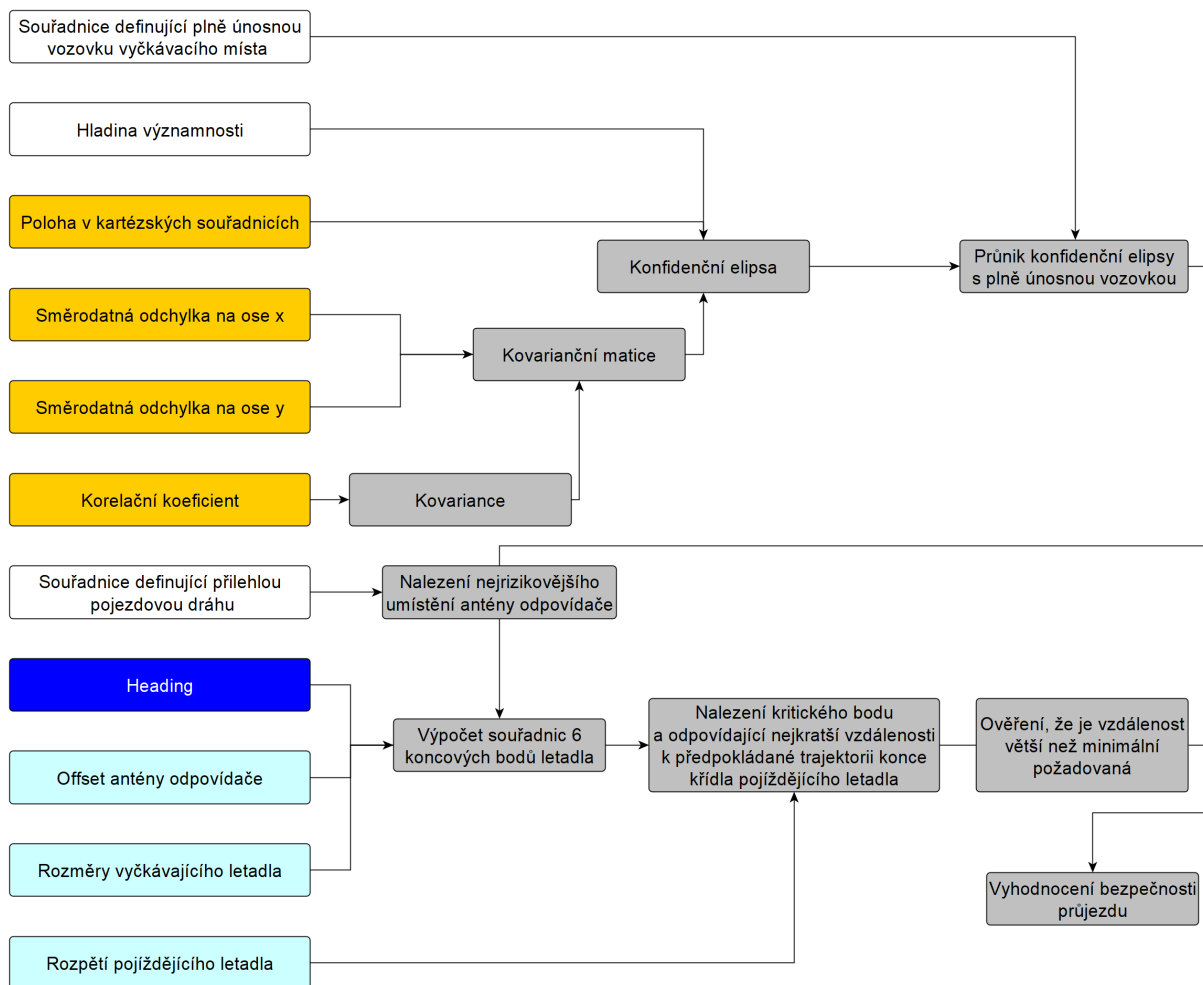 Souřadnice definující plně únosnou
vozovku vyčkávacího místa
Hladina významnosti
Poloha v kartézských souřadnicích
Konfidenční elipsa
Průnik konfidenční elipsy
s plně únosnou vozovkou
Směrodatná odchylka na ose x
Kovarianční matice
Směrodatná odchylka na ose y
Korelační koeficient
Kovariance
Souřadnice definující přilehlou
pojezdovou dráhu
Nalezení nejrizikovějšího
umístění antény odpovídače
Heading
Výpočet souřadnic 6
koncových bodů letadla
Nalezení kritického bodu
a odpovídající nejkratší vzdálenosti
k předpokládané trajektorii konce
křídla pojíždějícího letadla
Ověření, že je vzdálenost
větší než minimální
požadovaná
Offset antény odpovídače
Rozměry vyčkávajícího letadla
Vyhodnocení bezpečnosti
průjezdu
Rozpětí pojíždějícího letadla